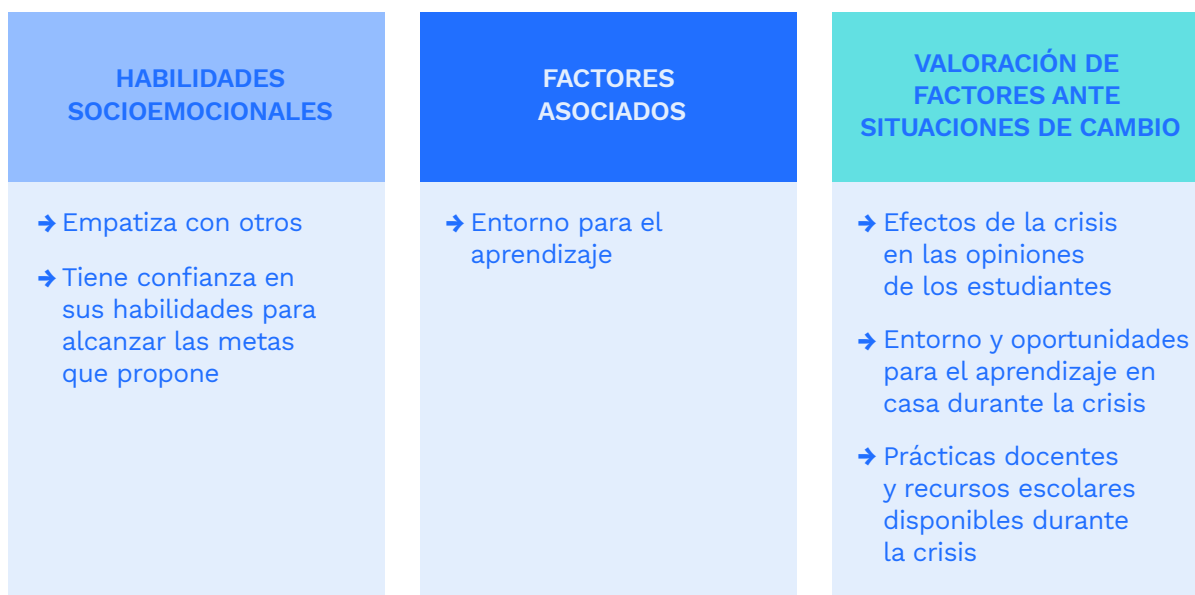 HABILIDADES
SOCIOEMOCIONALES
→ Empatiza con otros
→ Tiene confianza en
sus habilidades para
alcanzar las metas
que propone
FACTORES
ASOCIADOS
→ Entorno para el
aprendizaje
VALORACIÓN DE
FACTORES ANTE
SITUACIONES DE CAMBIO
→ Efectos de la crisis
en las opiniones
de los estudiantes
→ Entorno y oportunidades
para el aprendizaje en
casa durante la crisis
→ Prácticas docentes
y recursos escolares
disponibles durante
la crisis